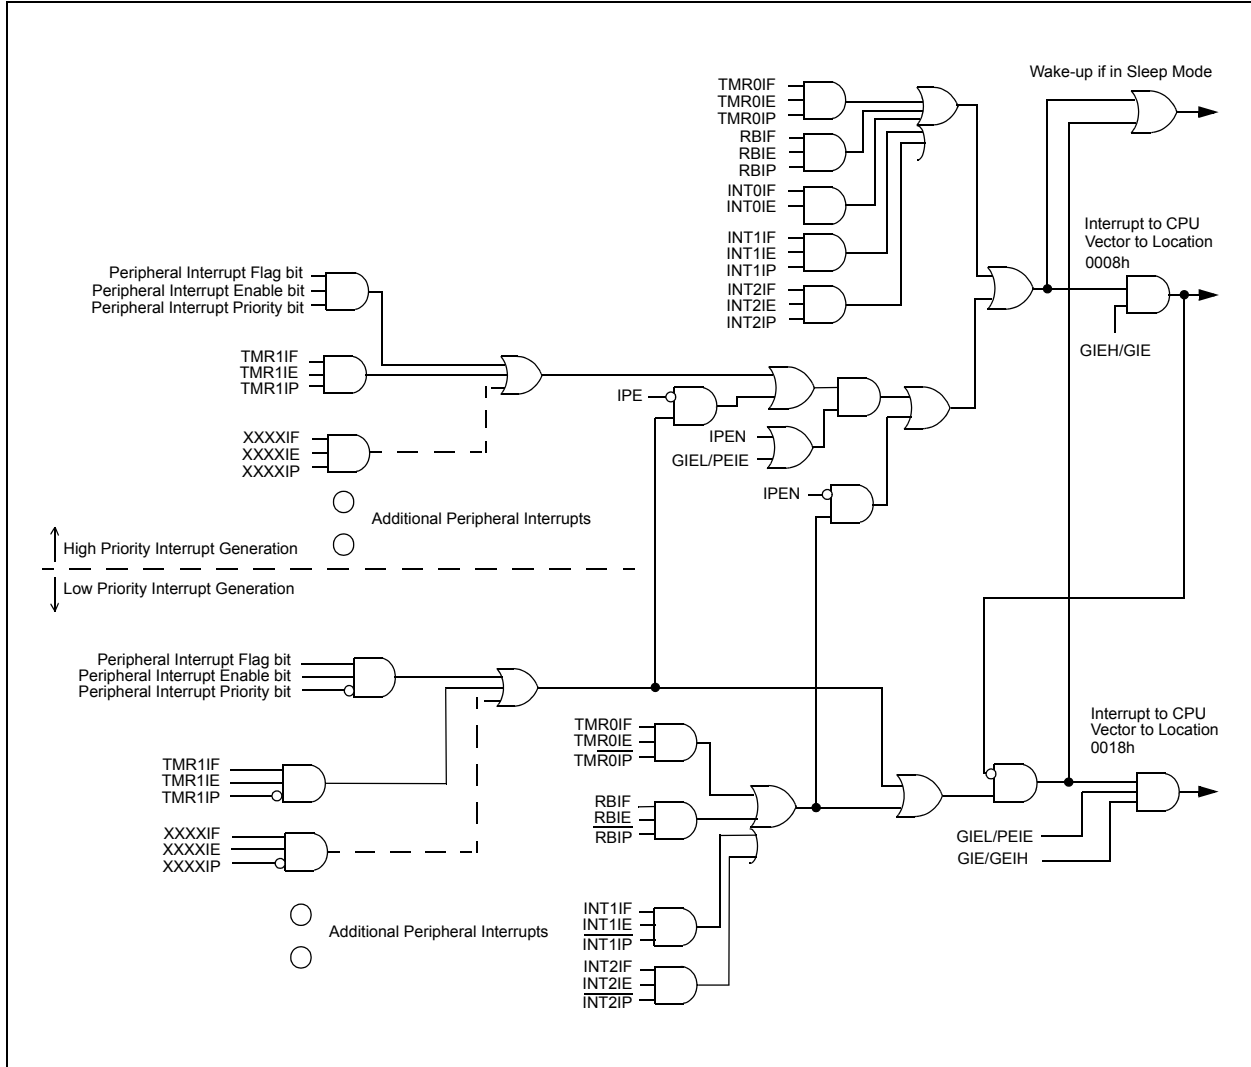 Wake-up if in Sleep Mode
TMR0IF
TMR0IE
TMR0IP
RBIF
RBIE
RBIP
INT0IF
INT0IE
INT1IF
INT1IE
INT1IP
INT2IF
INT2IE
INT2IP
Interrupt to CPU
Vector to Location
0008h
GIEH/GIE
Peripheral Interrupt Flag bit
Peripheral Interrupt Enable bit
Peripheral Interrupt Priority bit
TMR1IF
TMR1IE
TMR1IP
XXXXIF
XXXXIE
XXXXIP
IPE
IPEN
GIEL/PEIE
IPEN
Additional Peripheral Interrupts
High Priority Interrupt Generation
Low Priority Interrupt Generation
Peripheral Interrupt Flag bit
Peripheral Interrupt Enable bit
Peripheral Interrupt Priority bit
TMR1IF
TMR1IE
TMR1IP
XXXXIF
XXXXIE
XXXXIP
Additional Peripheral Interrupts
TMR0IF
TMR0IE
TMR0IP
RBIF
RBIE
RBIP
INT1IF
INT1IE
INT1IP
INT2IF
INT2IE
INT2IP
Interrupt to CPU
Vector to Location
0018h
GIEL/PEIE
GIE/GEIH